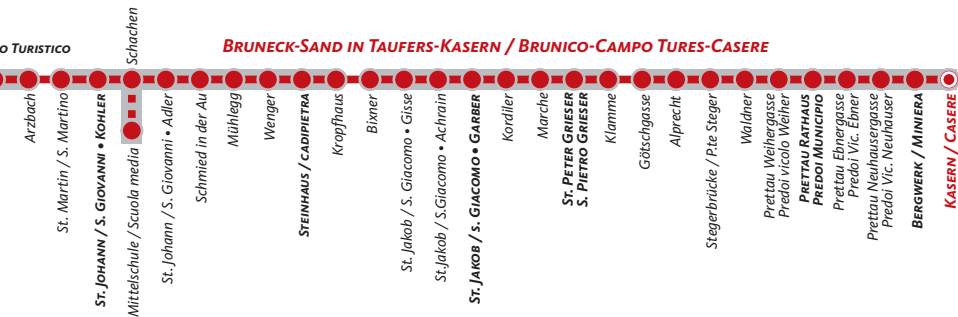 o Turistico
Bruneck-Sand in Taufers-Kasern / Brunico-Campo Tures-Casere
Arzbach
St. Martin / S. Martino
St. Johann / S. Giovanni • Kohler
Schachen
Mittelschule / Scuola media
St. Johann / S. Giovanni • Adler
Schmied in der Au
Mühlegg
Wenger
Steinhaus / cadipietra
Kropfhaus
Bixner
St. Jakob / S. Giacomo • Gisse
St.Jakob / S.Giacomo • Achrain
St. Jakob / s. Giacomo • Garber
Kordiler
Marche
St. Peter Griesser
S. Pietro Griesser
Klamme
Götschgasse
Alprecht
Stegerbrücke / P.te Steger
Waldner
Prettau Weihergasse
Predoi vicolo Weiher
Prettau Rathaus
Predoi Municipio
Prettau Ebnergasse
Predoi Vic. Ebner
Prettau Neuhausergasse
Predoi Vic. Neuhauser
Bergwerk / Miniera
Kasern / Casere